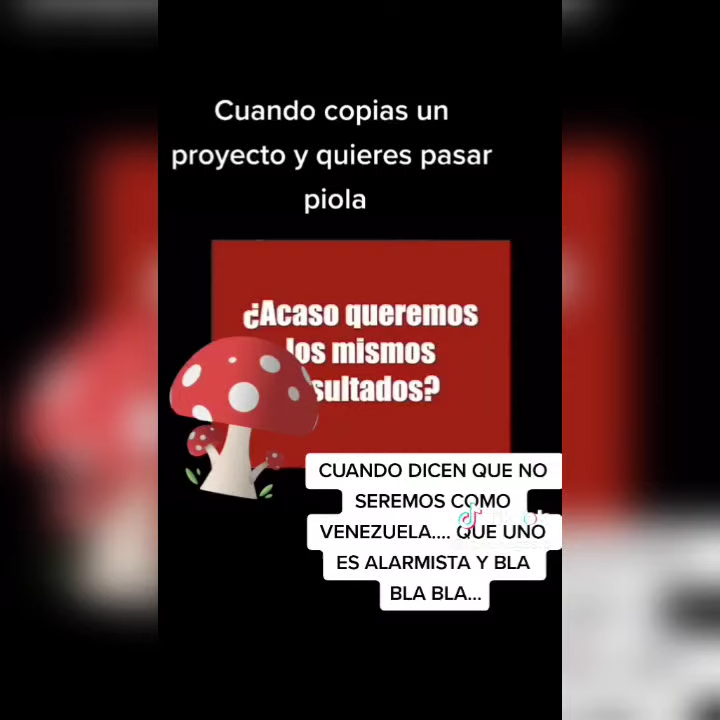 Cuando copias un
proyecto y quieres pasar
piola
¿Acaso queremos
los mismos
sultados?
CUANDO DICEN QUE NO
SEREMOS COMO
VENEZUELA.... QUE UNO
ES ALARMISTA Y BLA
BLA BLA...